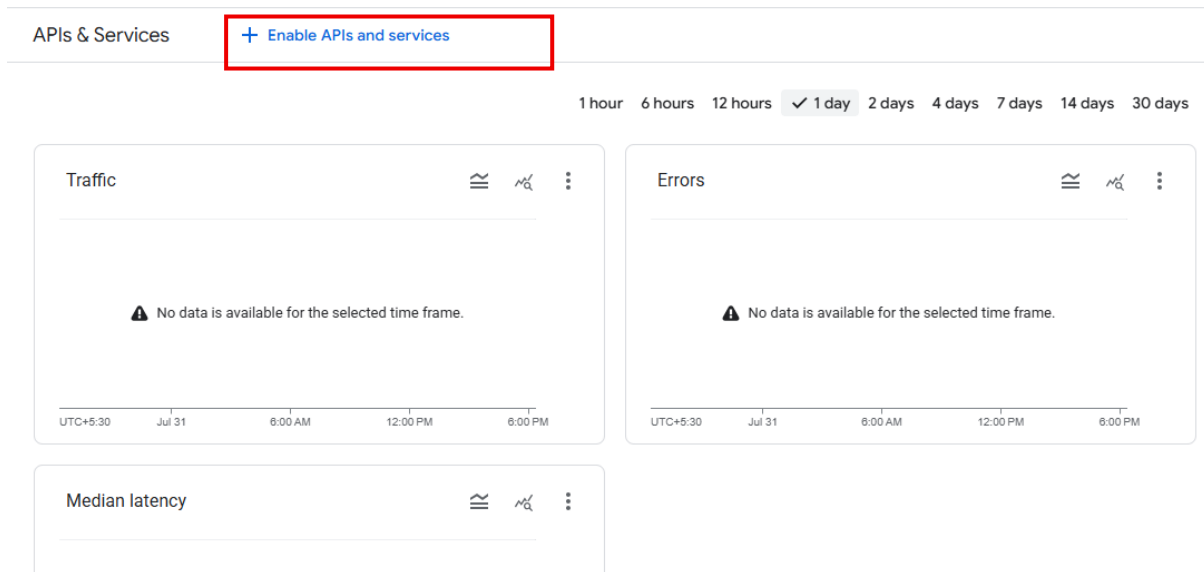 APIs & Services
Enable APIs and services
1 hour 6 hours 12 hours 1 day 2 days 4 days 7 days 14 days 30 days
Traffic
No data is available for the selected time frame.
UTC+5:30 Jul 31 6:00 AM 12:00 PM 6:00 PM
Errors
No data is available for the selected time frame.
UTC+5:30 Jul 31 6:00 AM 12:00 PM 6:00 PM
Median latency